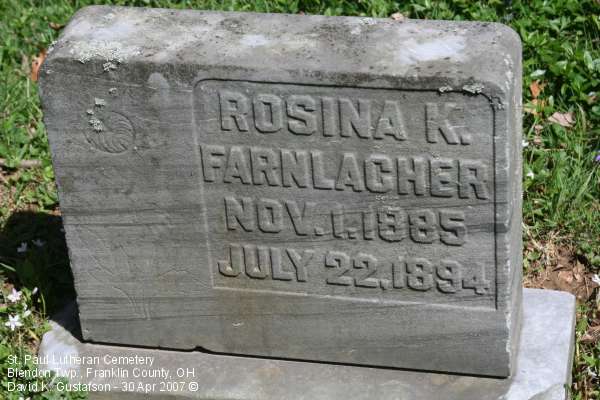 ROSINA K.
FARNLACHER
NOV. 1, 1885
JULY 22, 1894
St. Paul Lutheran Cemetery
Blendon Twp., Franklin County, OH
David K. Gustafson - 30 Apr 2007 ©